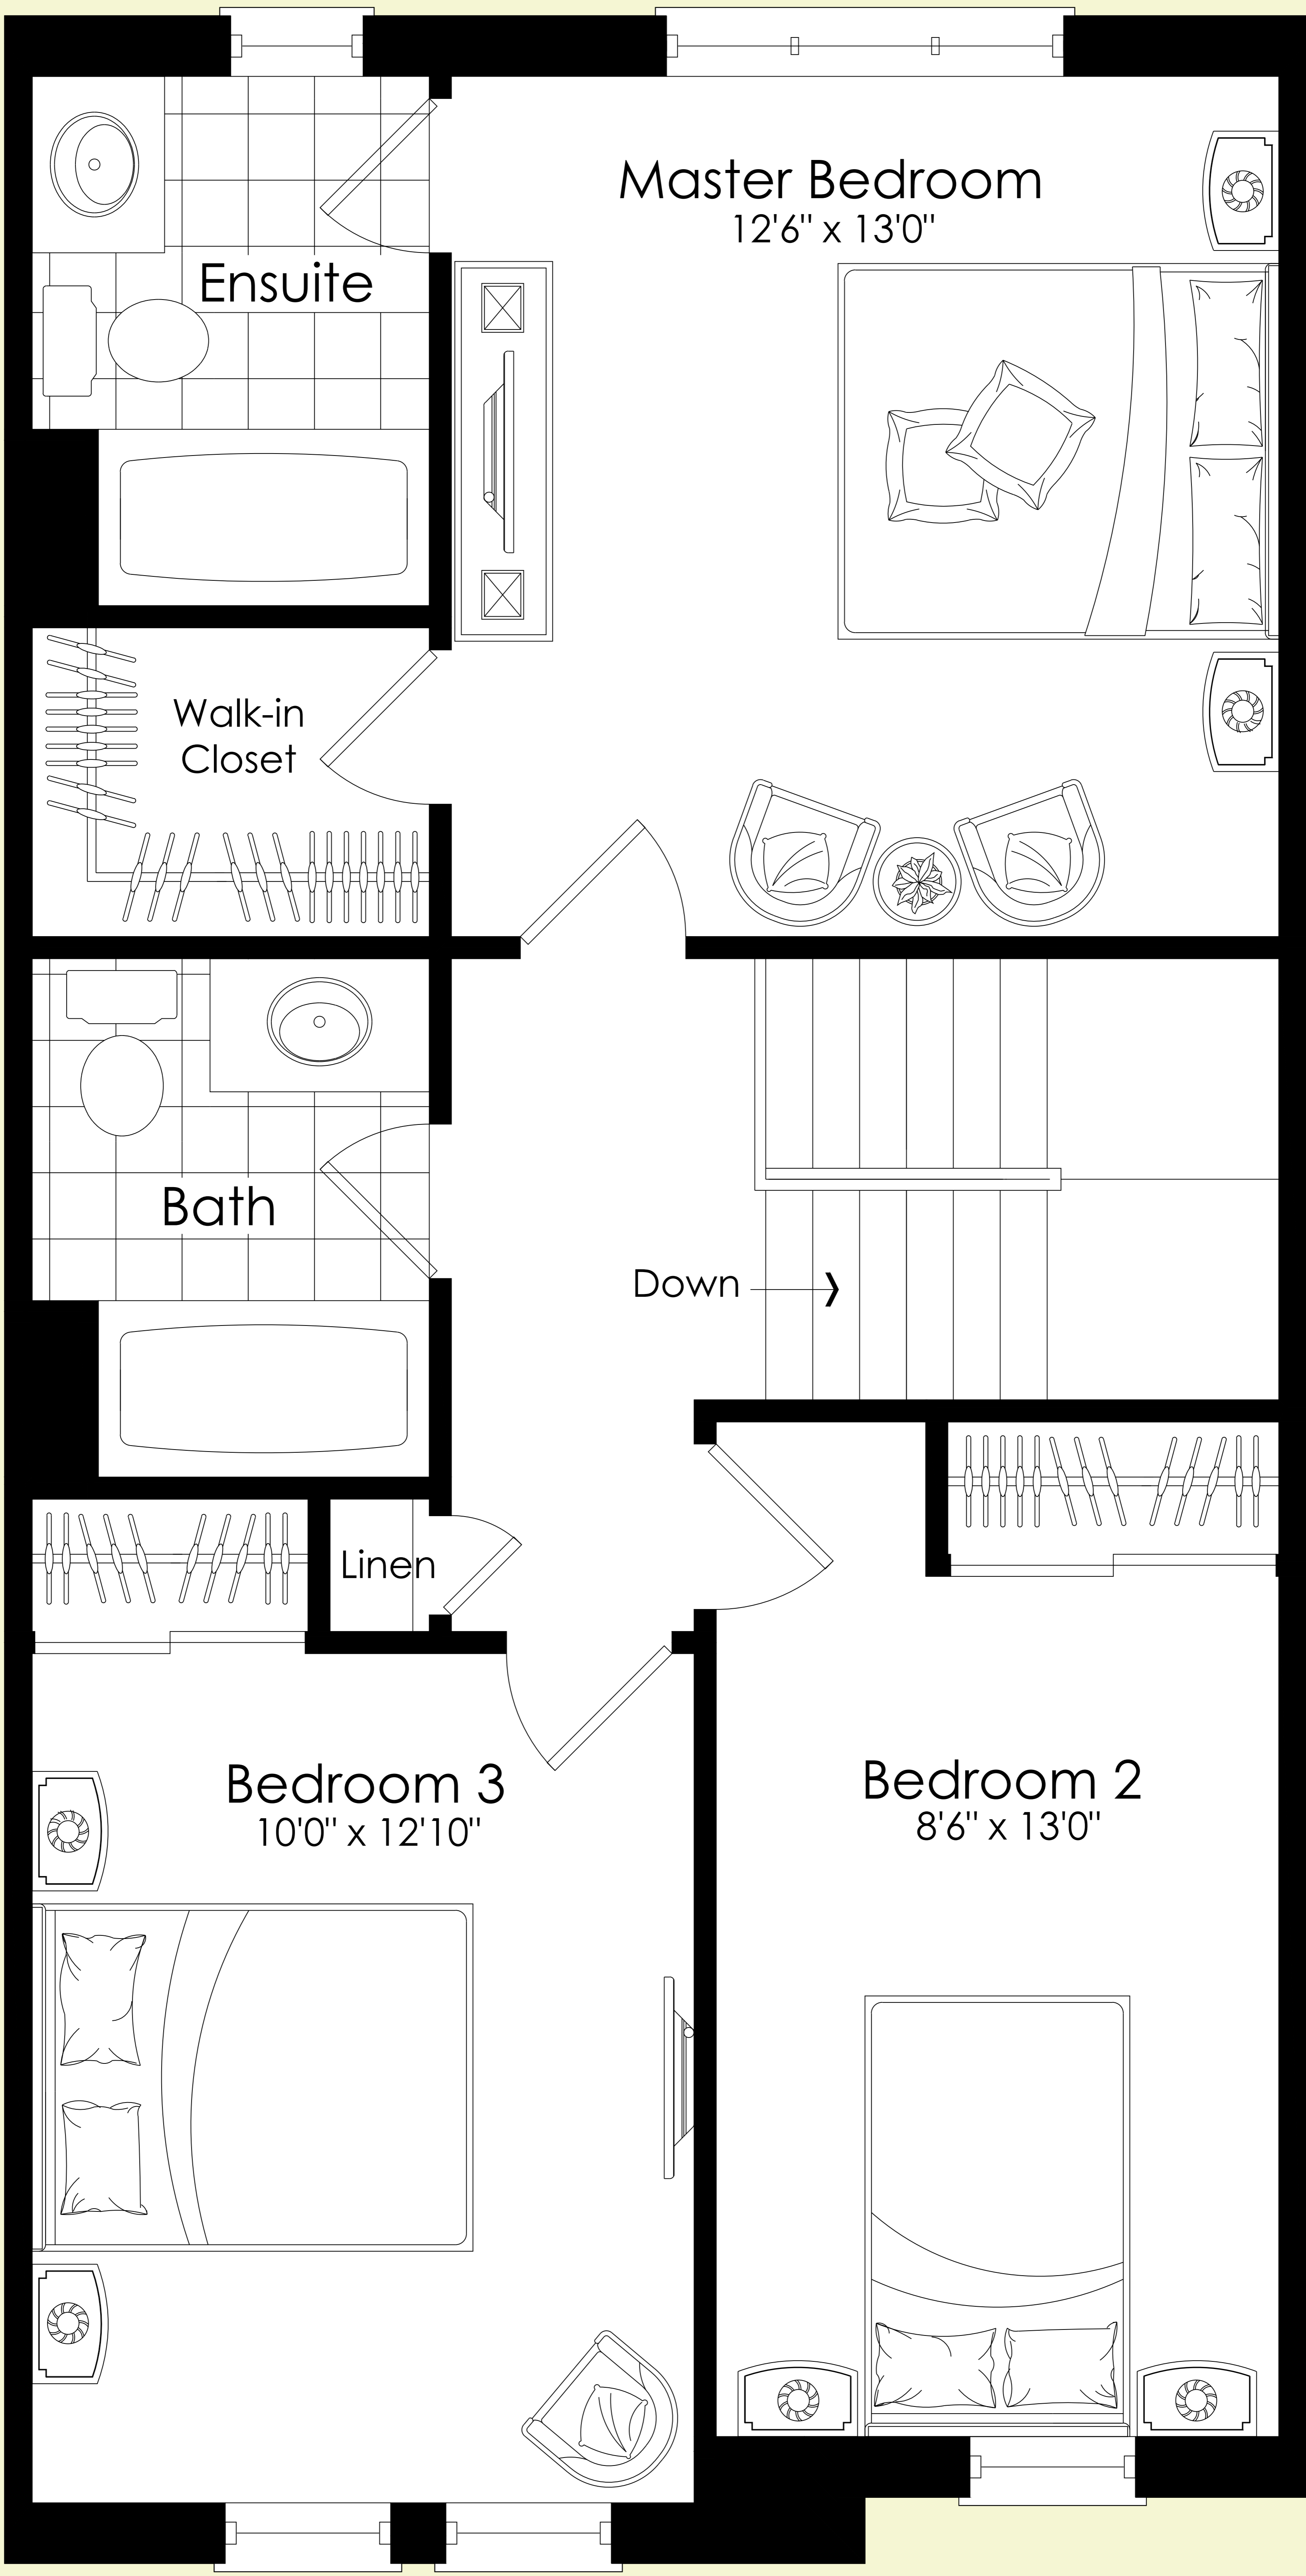 Master Bedroom
12'6" x 13'0"
Ensuite
Walk-in
Closet
Bath
Down
Linen
Bedroom 3
10'0" x 12'10"
Bedroom 2
8'6" x 13'0"